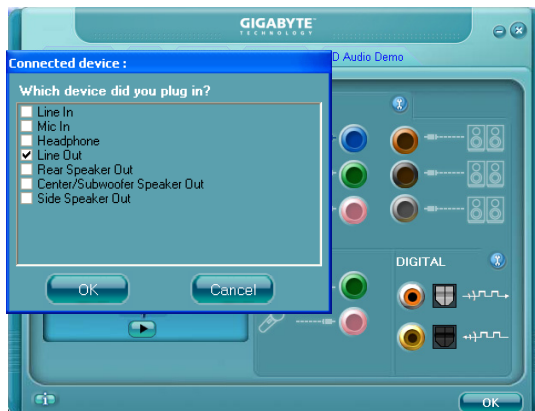 GIGABYTE™
TECHNOLOGY
D Audio Demo
Connected device :
Which device did you plug in?
Line In
Mic In
Headphone
Line Out
Rear Speaker Out
Center/Subwoofer Speaker Out
Side Speaker Out
OK
Cancel
DIGITAL
OK